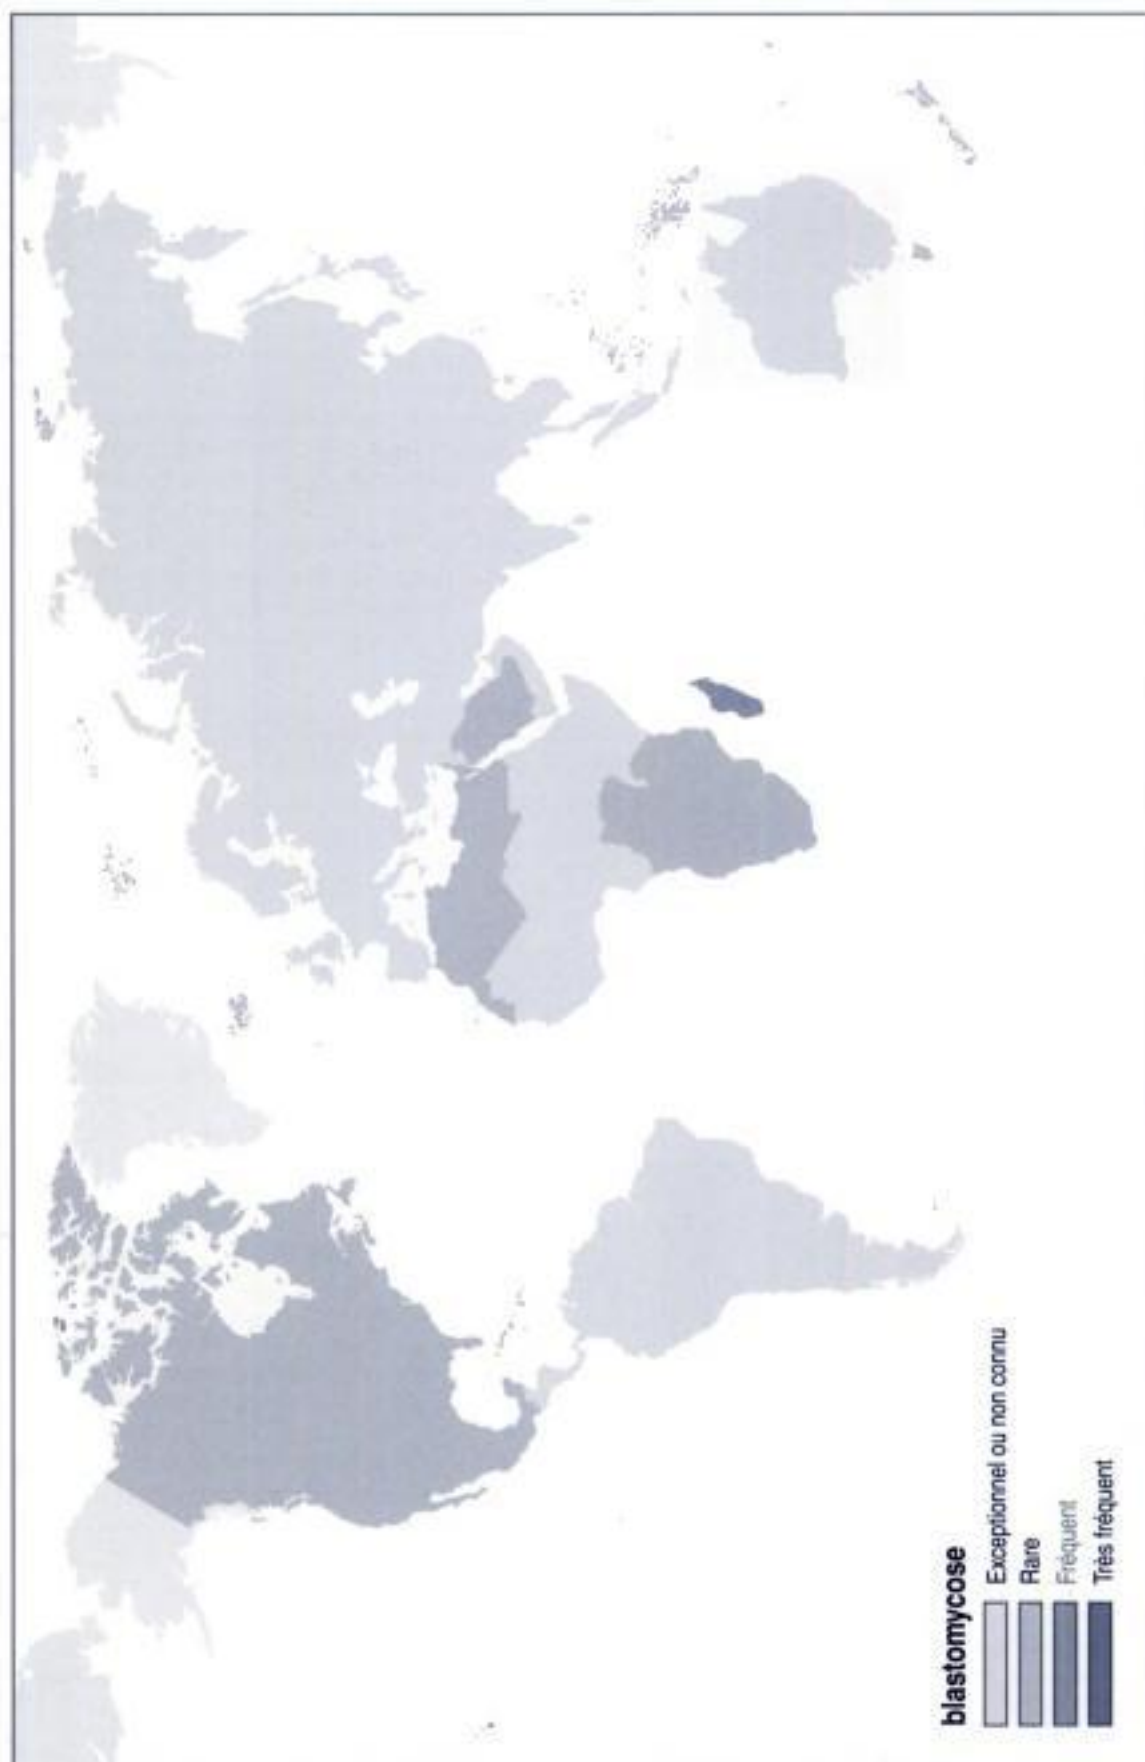 blastomycose
Exceptionnel ou non connu
Rare
Fréquent
Très fréquent